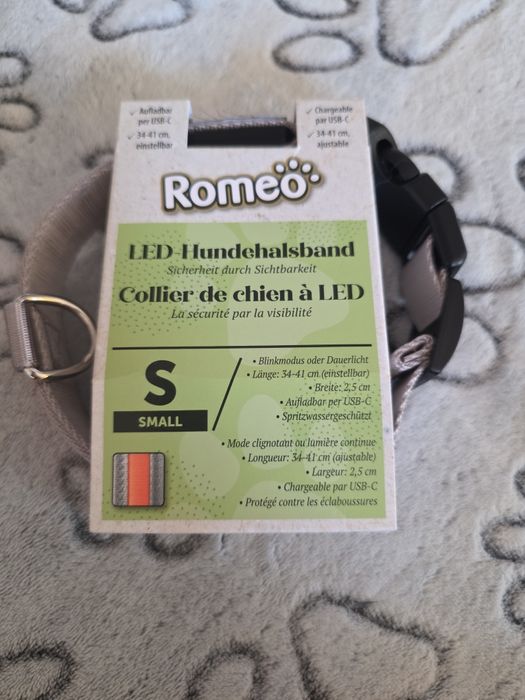 ✓ Aufladbar
per USB-C
✓ 34-41 cm,
einstellbar
✓ Chargeable
par USB-C
✓ 34-41 cm,
ajustable
Romeo
LED-Hundehalsband
Sicherheit durch Sichtbarkeit
Collier de chien à LED
La sécurité par la visibilité
S
SMALL
• Blinkmodus oder Dauerlicht
• Länge: 34-41 cm (einstellbar)
• Breite: 2,5 cm
• Aufladbar per USB-C
• Spritzwassergeschützt
• Mode clignotant ou lamière continue
• Longueur: 34-41 cm (ajustable)
• Largeur: 2,5 cm
• Chargeable par USB-C
• Protégé contre les éclaboussures